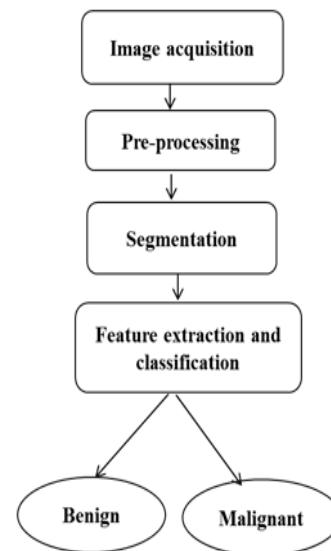 Image acquisition
Pre-processing
Segmentation
Feature extraction and
classification
Benign
Malignant